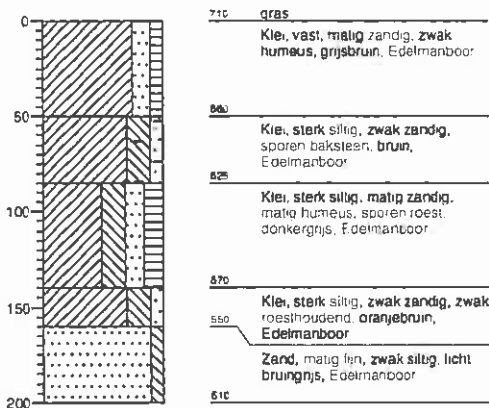 0
50
100
150
200
710 gras
Klei, vast, matig zandig, zwak
humeus, grijsbruin, Edelmanboor
660
Klei, sterk siltig, zwak zandig,
sporen baksteen, bruin,
Edelmanboor
625
Klei, sterk siltig, matig zandig,
matig humeus, sporen roest,
donkergrijs, Edelmanboor
570
Klei, sterk siltig, zwak zandig, zwak
roesthoudend, oranjebruin,
Edelmanboor
550
Zand, matig fijn, zwak siltig, licht
bruingrijs, Edelmanboor
510